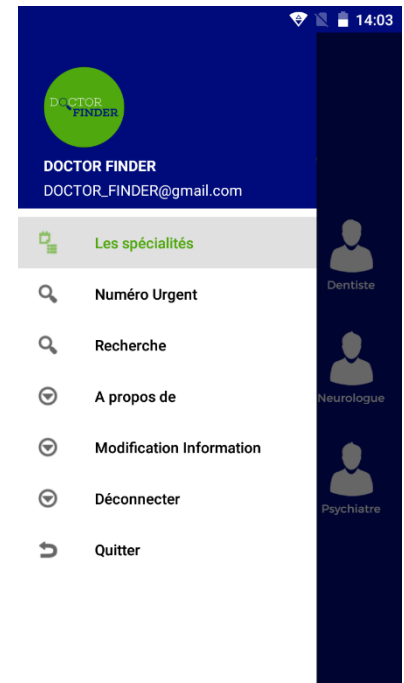 14:03
DOCTOR
FINDER
DOCTOR FINDER
DOCTOR_FINDER@gmail.com
Les spécialités
Numéro Urgent
Recherche
A propos de
Modification Information
Déconnecter
Quitter
Dentiste
Neurologue
Psychiatre